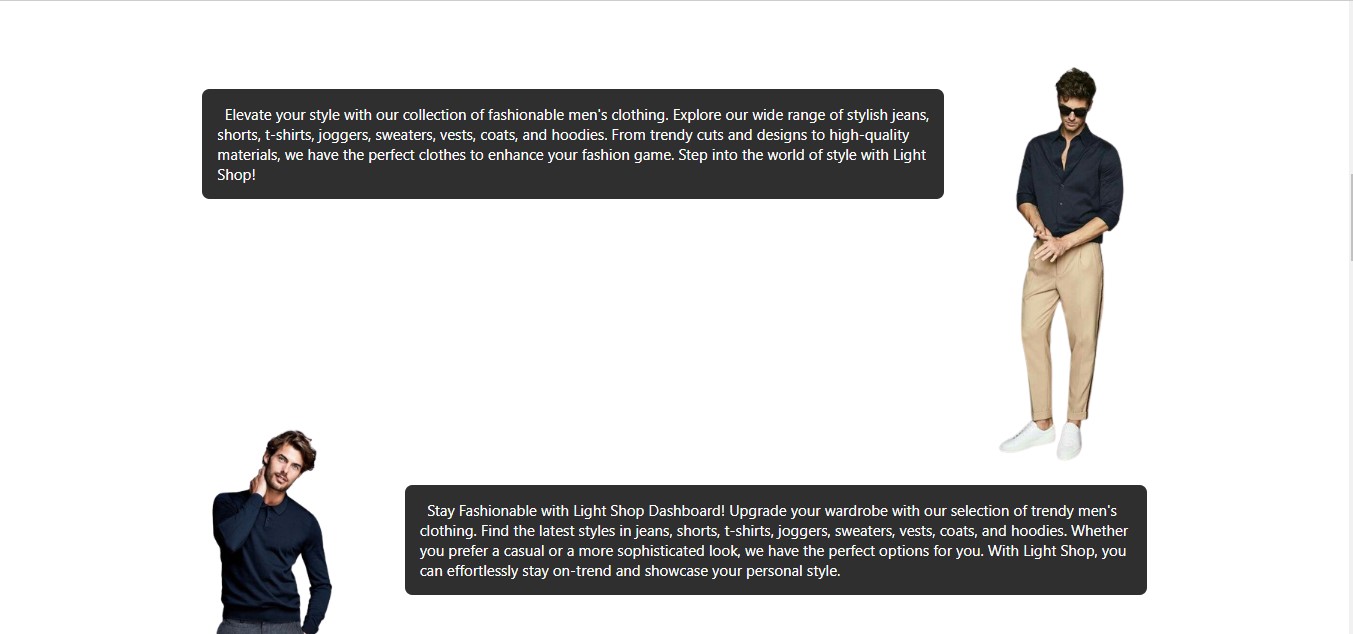 Elevate your style with our collection of fashionable men's clothing. Explore our wide range of stylish jeans,
shorts, t-shirts, joggers, sweaters, vests, coats, and hoodies. From trendy cuts and designs to high-quality
materials, we have the perfect clothes to enhance your fashion game. Step into the world of style with Light
Shop!
Stay Fashionable with Light Shop Dashboard! Upgrade your wardrobe with our selection of trendy men's
clothing. Find the latest styles in jeans, shorts, t-shirts, joggers, sweaters, vests, coats, and hoodies. Whether
you prefer a casual or a more sophisticated look, we have the perfect options for you. With Light Shop, you
can effortlessly stay on-trend and showcase your personal style.